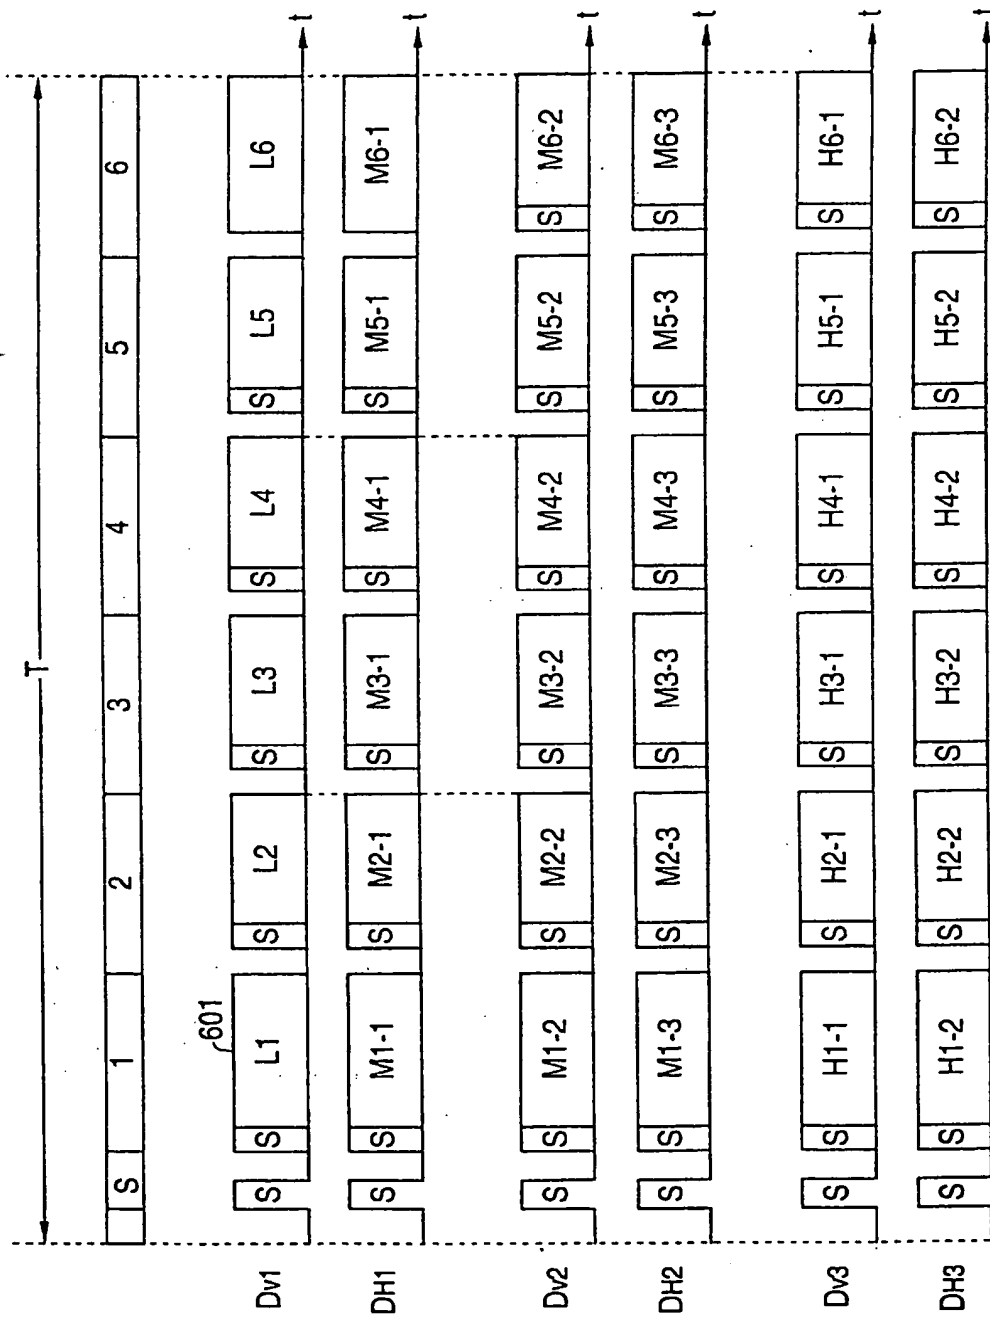 T
S 1 2 3 4 5 6
601
Dv1 S S L1 S L2 S L3 S L4 S L5 L6 t
DH1 S S M1-1 S M2-1 S M3-1 S M4-1 S M5-1 M6-1 t
Dv2 S S M1-2 S M2-2 S M3-2 S M4-2 S M5-2 S M6-2 t
DH2 S S M1-3 S M2-3 S M3-3 S M4-3 S M5-3 S M6-3 t
Dv3 S S H1-1 S H2-1 S H3-1 S H4-1 S H5-1 S H6-1 t
DH3 S S H1-2 S H2-2 S H3-2 S H4-2 S H5-2 S H6-2 t